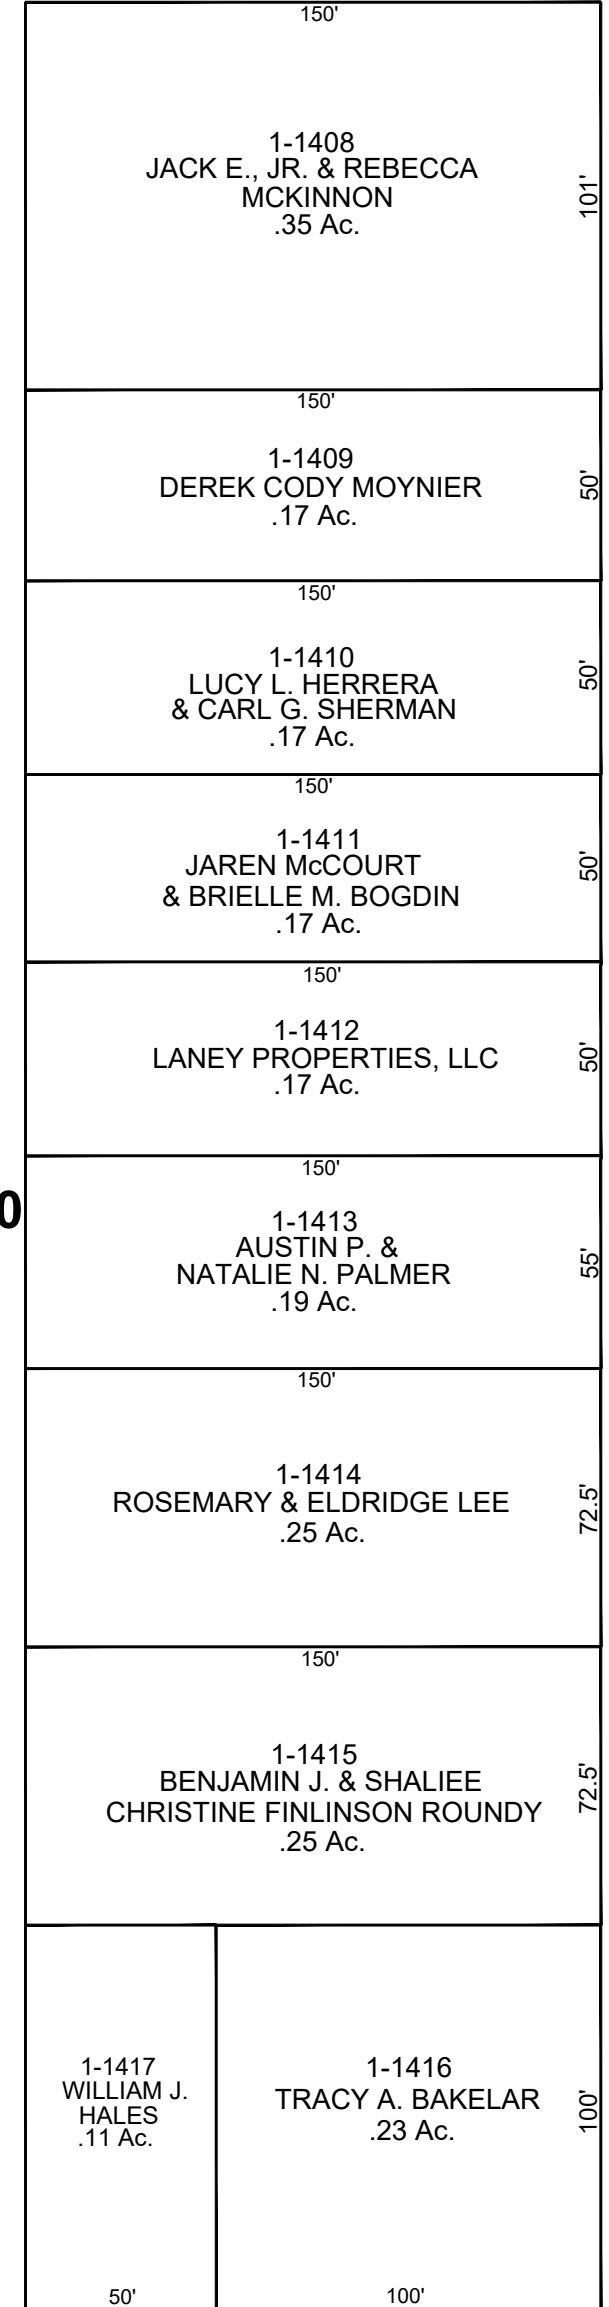 150'
1-1408
JACK E., JR. & REBECCA
MCKINNON
.35 Ac.
101'
150'
1-1409
DEREK CODY MOYNIER
.17 Ac.
50'
150'
1-1410
LUCY L. HERRERA
& CARL G. SHERMAN
.17 Ac.
50'
150'
1-1411
JAREN McCOURT
& BRIELLE M. BOGDIN
.17 Ac.
50'
150'
1-1412
LANEY PROPERTIES, LLC
.17 Ac.
50'
150'
0
1-1413
AUSTIN P. &
NATALIE N. PALMER
.19 Ac.
55'
150'
1-1414
ROSEMARY & ELDRIDGE LEE
.25 Ac.
72.5'
150'
1-1415
BENJAMIN J. & SHALIEE
CHRISTINE FINLINSON ROUNDY
.25 Ac.
72.5'
1-1417
WILLIAM J.
HALES
.11 Ac.
50'
1-1416
TRACY A. BAKELAR
.23 Ac.
100'
100'